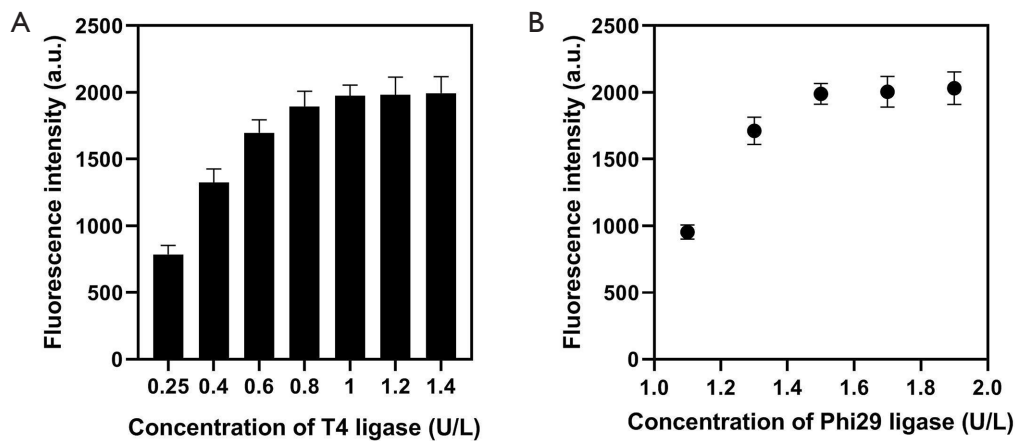 A
Fluorescence intensity (a.u.)
2500
2000
1500
1000
500
0
0.25 0.4 0.6 0.8 1 1.2 1.4
Concentration of T4 ligase (U/L)
B
Fluorescence intensity (a.u.)
2500
2000
1500
1000
500
0
1.0 1.2 1.4 1.6 1.8 2.0
Concentration of Phi29 ligase (U/L)